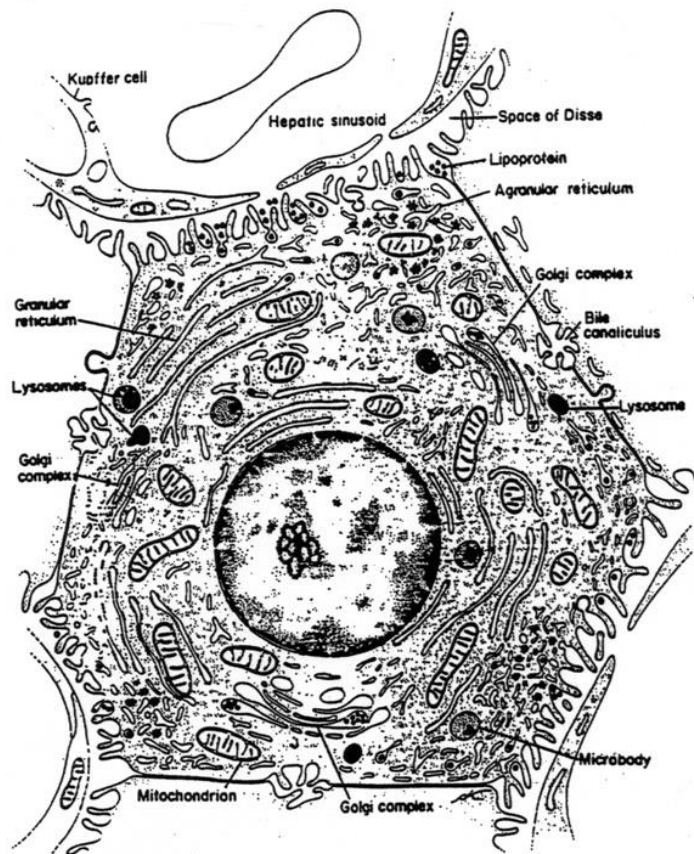 Kupffer cell
Hepatic sinusoid
Space of Disse
Lipoprotein
Agranular reticulum
Golgi complex
Granular
reticulum
Bile
canaliculus
Lysosomes
Lysosome
Golgi
complex
Microbody
Mitochondrion
Golgi complex